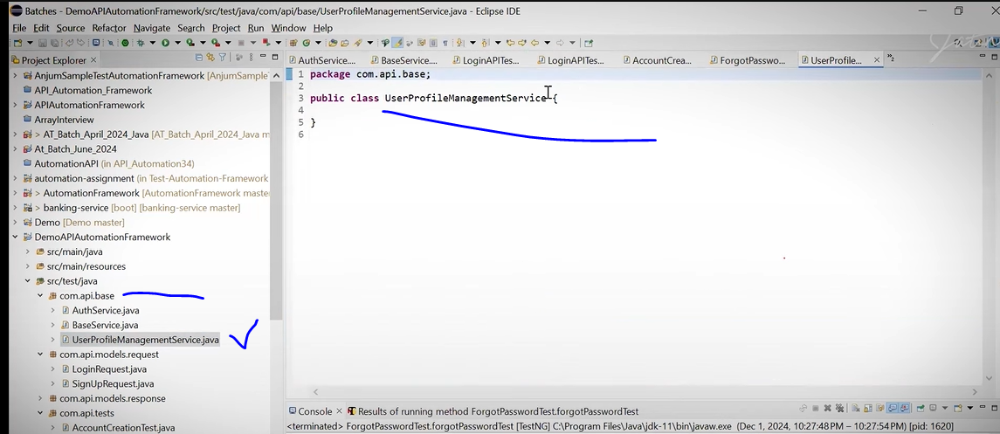 Batches - DemoAPIAutomationFramework/src/test/java/com/api/base/UserProfileManagementService.java - Eclipse IDE
File Edit Source Refactor Navigate Search Project Run Window Help
Project Explorer
AnjumSampleTestAutomationFramework [AnjumSample
API_Automation_Framework
APIAutomationFramework
ArrayInterview
> AT_Batch_April_2024_Java [AT_Batch_April_2024_Java m
At_Batch_June_2024
AutomationAPI (in API_Automation34)
automation-assignment (in Test-Automation-Framework
> AutomationFramework [AutomationFramework master
> banking-service [boot] [banking-service master]
Demo [Demo master]
DemoAPIAutomationFramework
src/main/java
src/main/resources
src/test/java
com.api.base
AuthService.java
BaseService.java
UserProfileManagementService.java
com.api.models.request
LoginRequest.java
SignUpRequest.java
com.api.models.response
com.api.tests
AccountCreationTest.java
AuthService.... BaseService.... LoginAPITes... LoginAPITes... AccountCrea... ForgotPasswo... UserProfile... 2
1 package com.api.base;
2
3 public class UserProfileManagementService {
4
5 }
6
Console Results of running method ForgotPasswordTest.forgotPasswordTest
<terminated> ForgotPasswordTest.forgotPasswordTest [TestNG] C:\Program Files\Java\jdk-11\bin\javaw.exe (Dec 1, 2024, 10:27:48 PM – 10:27:54 PM) [pid: 1620]